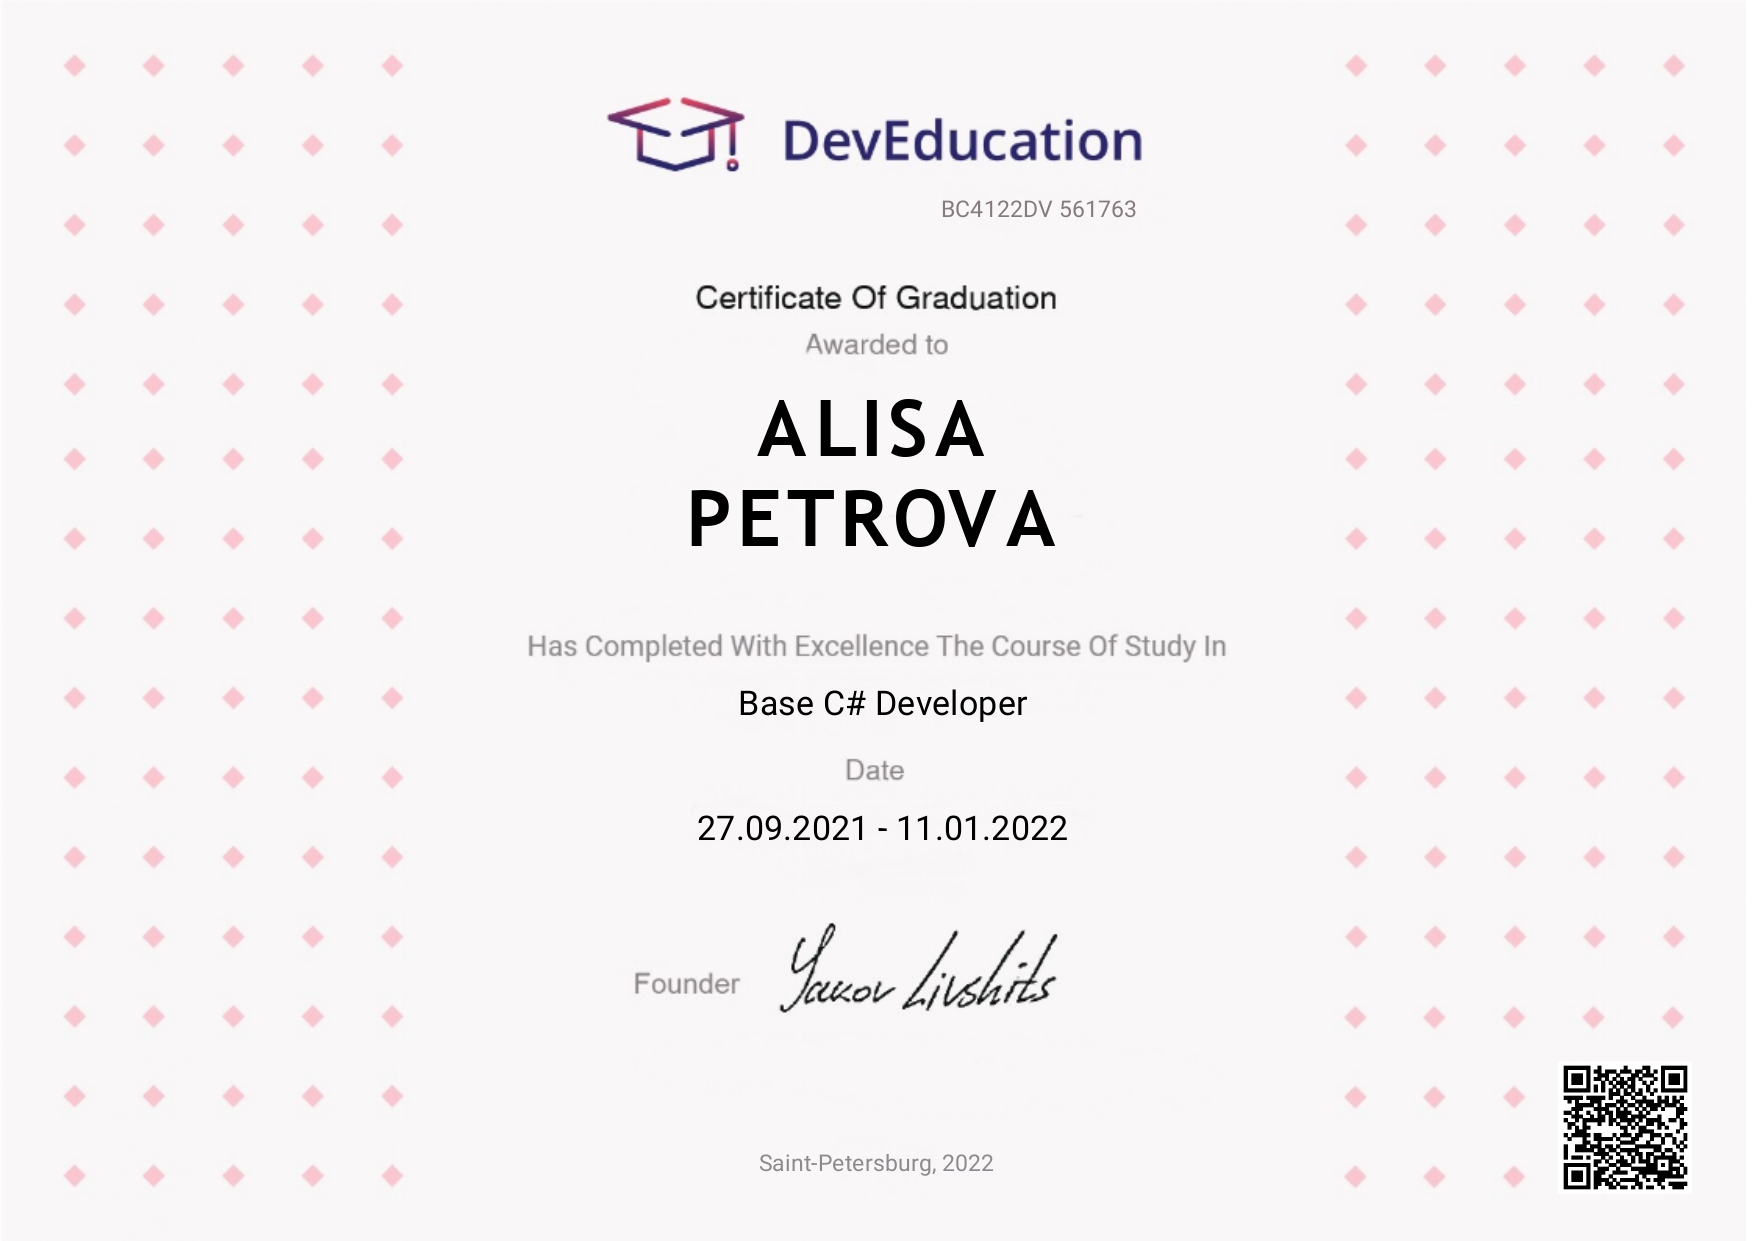 DevEducation
BC4122DV 561763
Certificate Of Graduation
Awarded to
ALISA
PETROVA
Has Completed With Excellence The Course Of Study In
Base C# Developer
Date
27.09.2021 - 11.01.2022
Founder Yakov Livshits
Saint-Petersburg, 2022